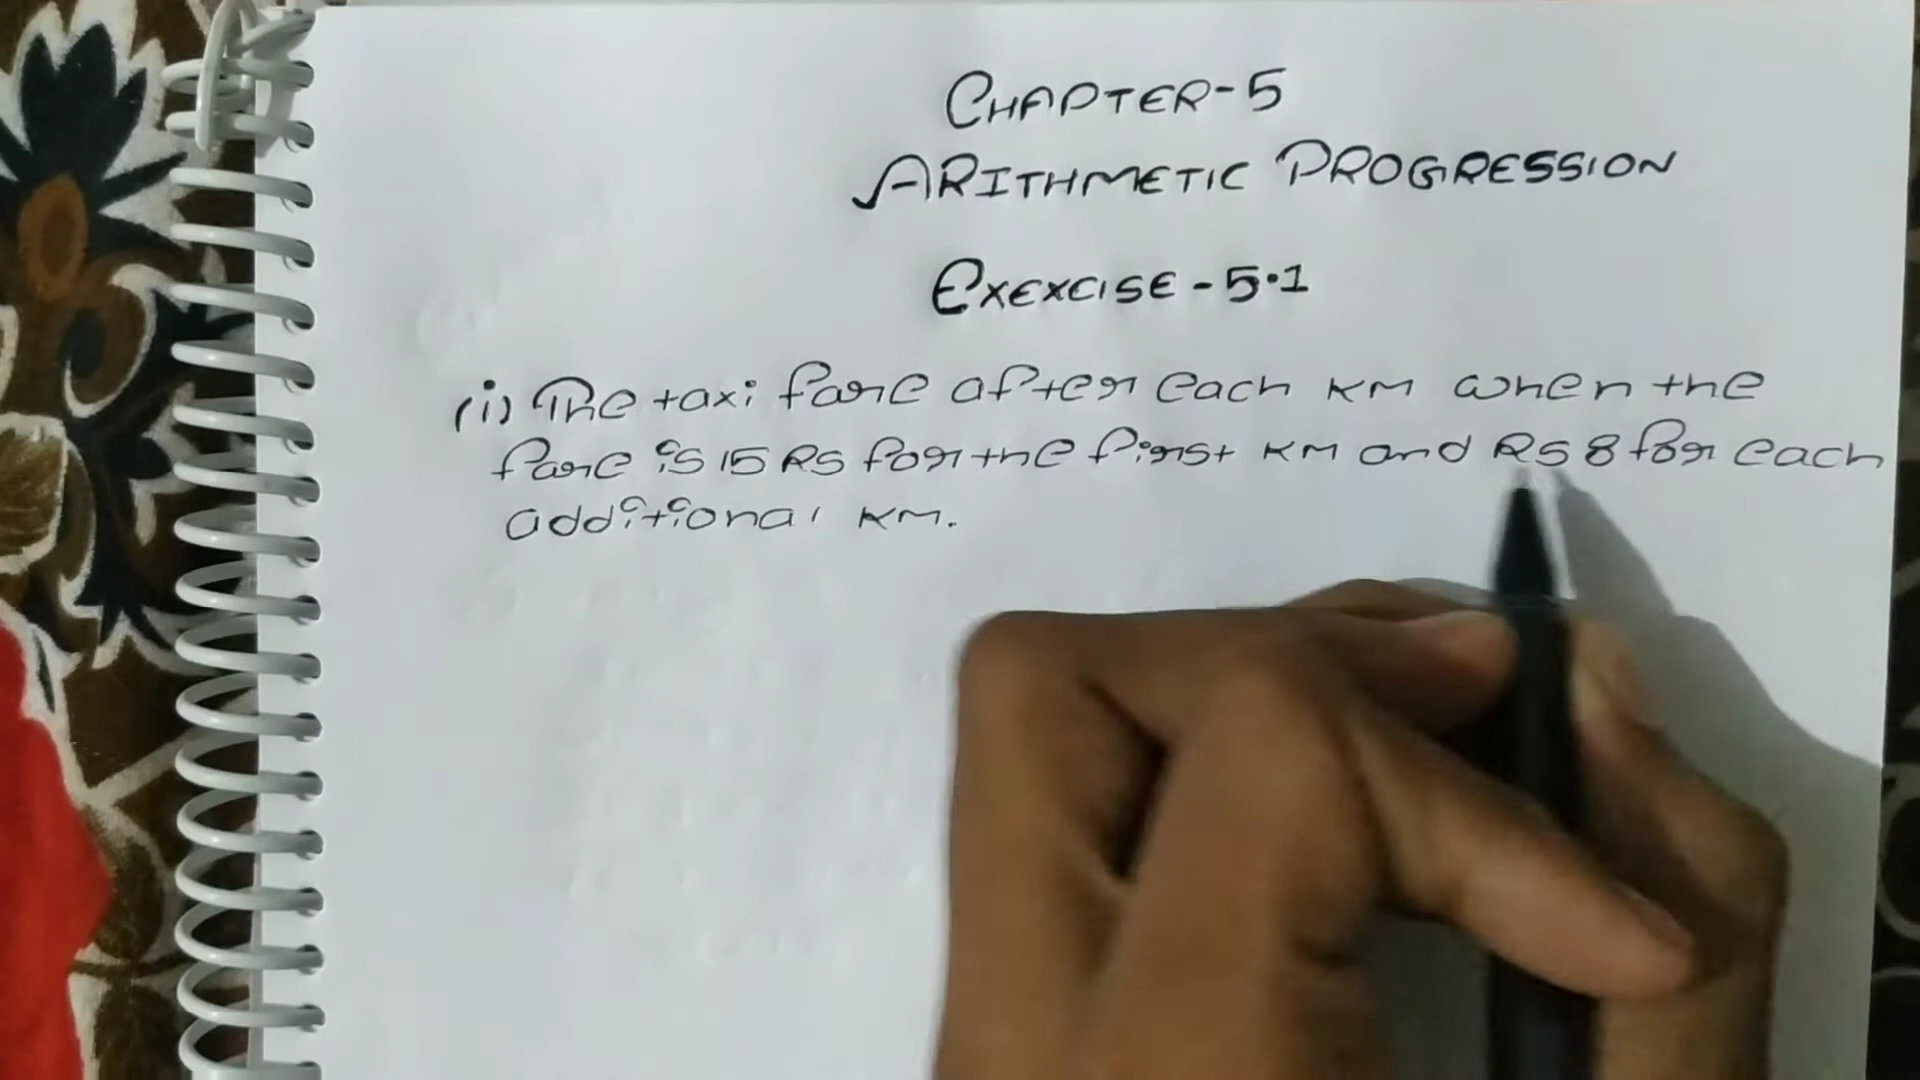 CHAPTER-5
ARITHMETIC PROGRESSION
EXEXCISE-5.1
(i) The taxi fare after each KM when the
fare is 15 RS for the first KM and RS 8 for each
additional KM.